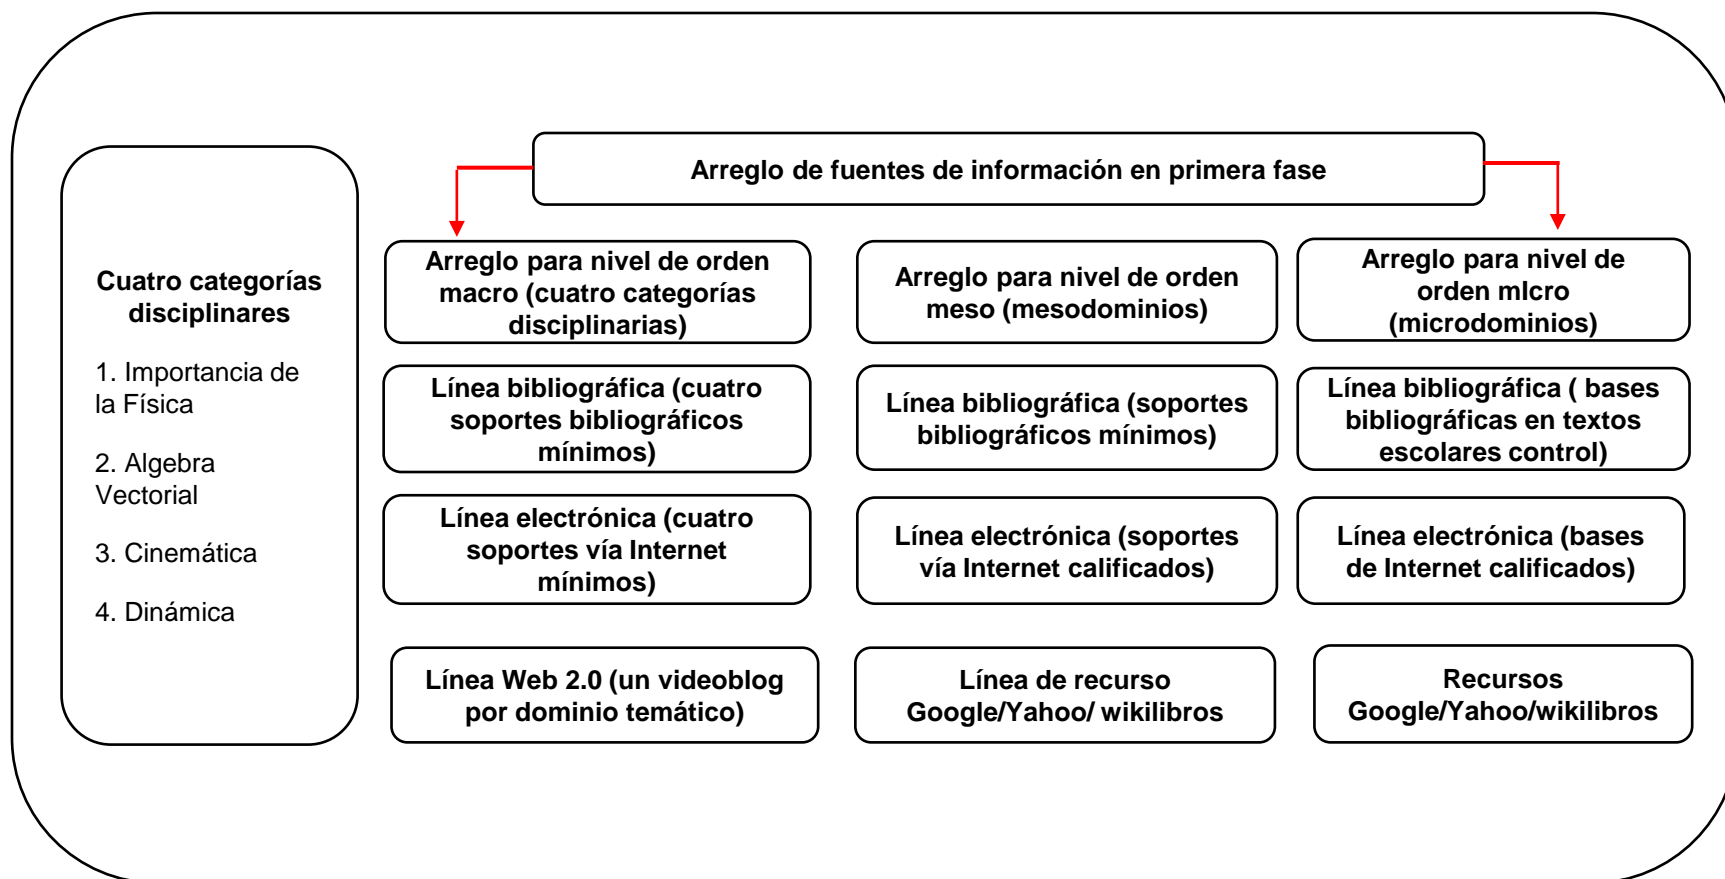 Arreglo de fuentes de información en primera fase
Cuatro categorías
disciplinares
1. Importancia de
la Física
2. Algebra
Vectorial
3. Cinemática
4. Dinámica
Arreglo para nivel de orden
macro (cuatro categorías
disciplinarias)
Línea bibliográfica (cuatro
soportes bibliográficos
mínimos)
Línea electrónica (cuatro
soportes vía Internet
mínimos)
Línea Web 2.0 (un videoblog
por dominio temático)
Arreglo para nivel de orden
meso (mesodominios)
Línea bibliográfica (soportes
bibliográficos mínimos)
Línea electrónica (soportes
vía Internet calificados)
Línea de recurso
Google/Yahoo/ wikilibros
Arreglo para nivel de
orden mIcro
(microdominios)
Línea bibliográfica ( bases
bibliográficas en textos
escolares control)
Línea electrónica (bases
de Internet calificados)
Recursos
Google/Yahoo/wikilibros